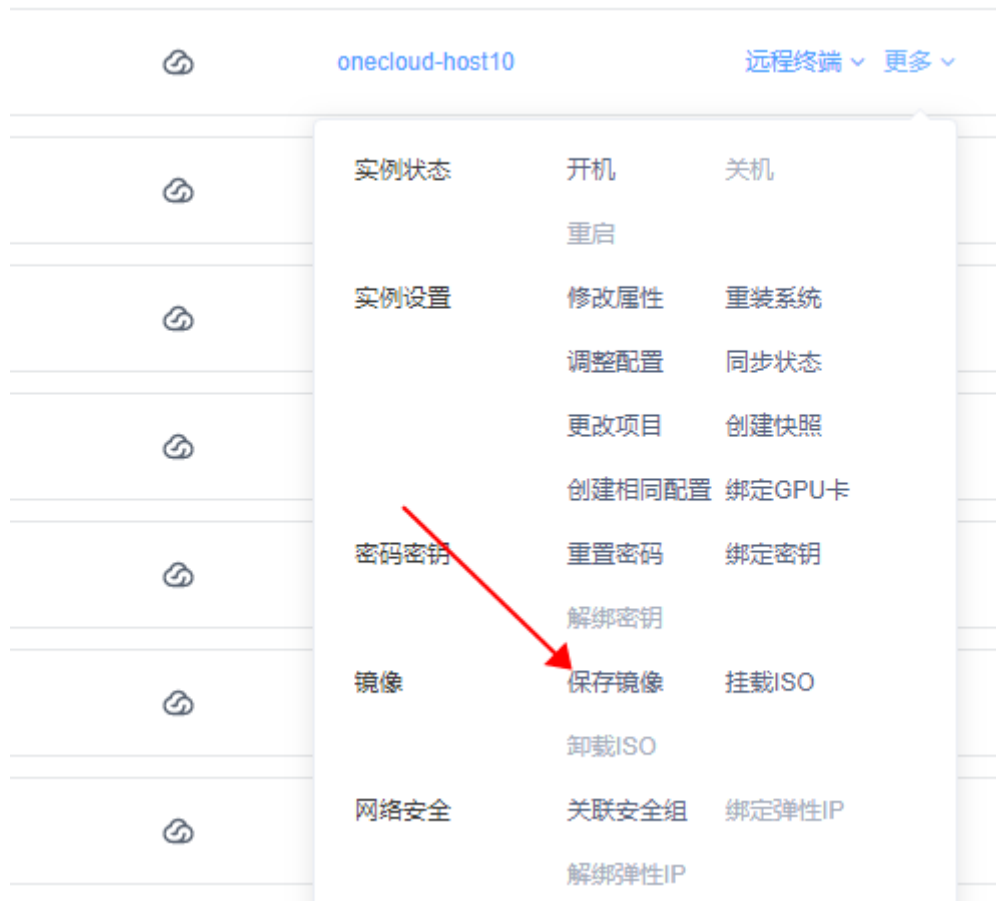 onecloud-host10 远程终端 更多
实例状态 开机 关机
重启
实例设置 修改属性 重装系统
调整配置 同步状态
更改项目 创建快照
创建相同配置 绑定GPU卡
密码密钥 重置密码 绑定密钥
解绑密钥
镜像 保存镜像 挂载ISO
卸载ISO
网络安全 关联安全组 绑定弹性IP
解绑弹性IP